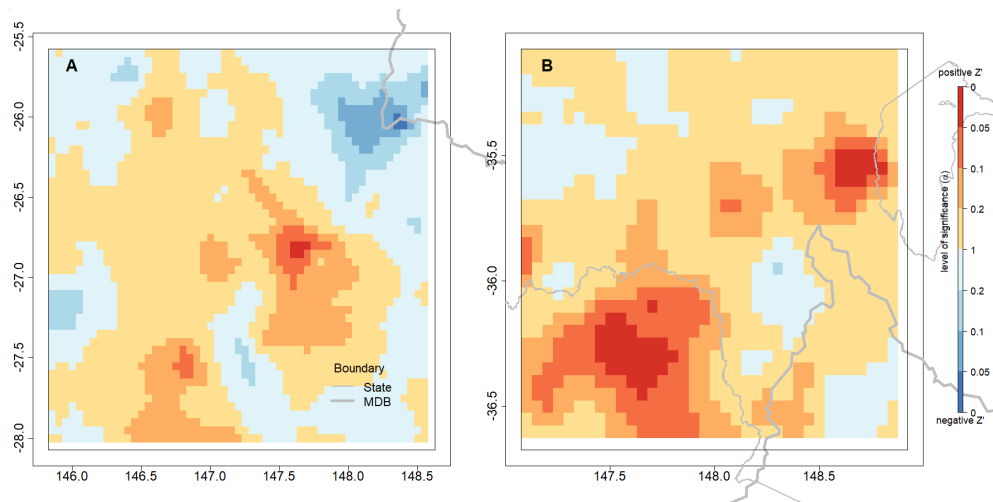 A
-25.5
-26.0
-26.5
-27.0
-27.5
-28.0
146.0 146.5 147.0 147.5 148.0 148.5
Boundary
State
MDB
B
-35.5
-36.0
-36.5
147.5 148.0 148.5
positive Z'
0
0.05
0.1
0.2
1
0.2
0.1
0.05
0
negative Z'
level of significance (α)